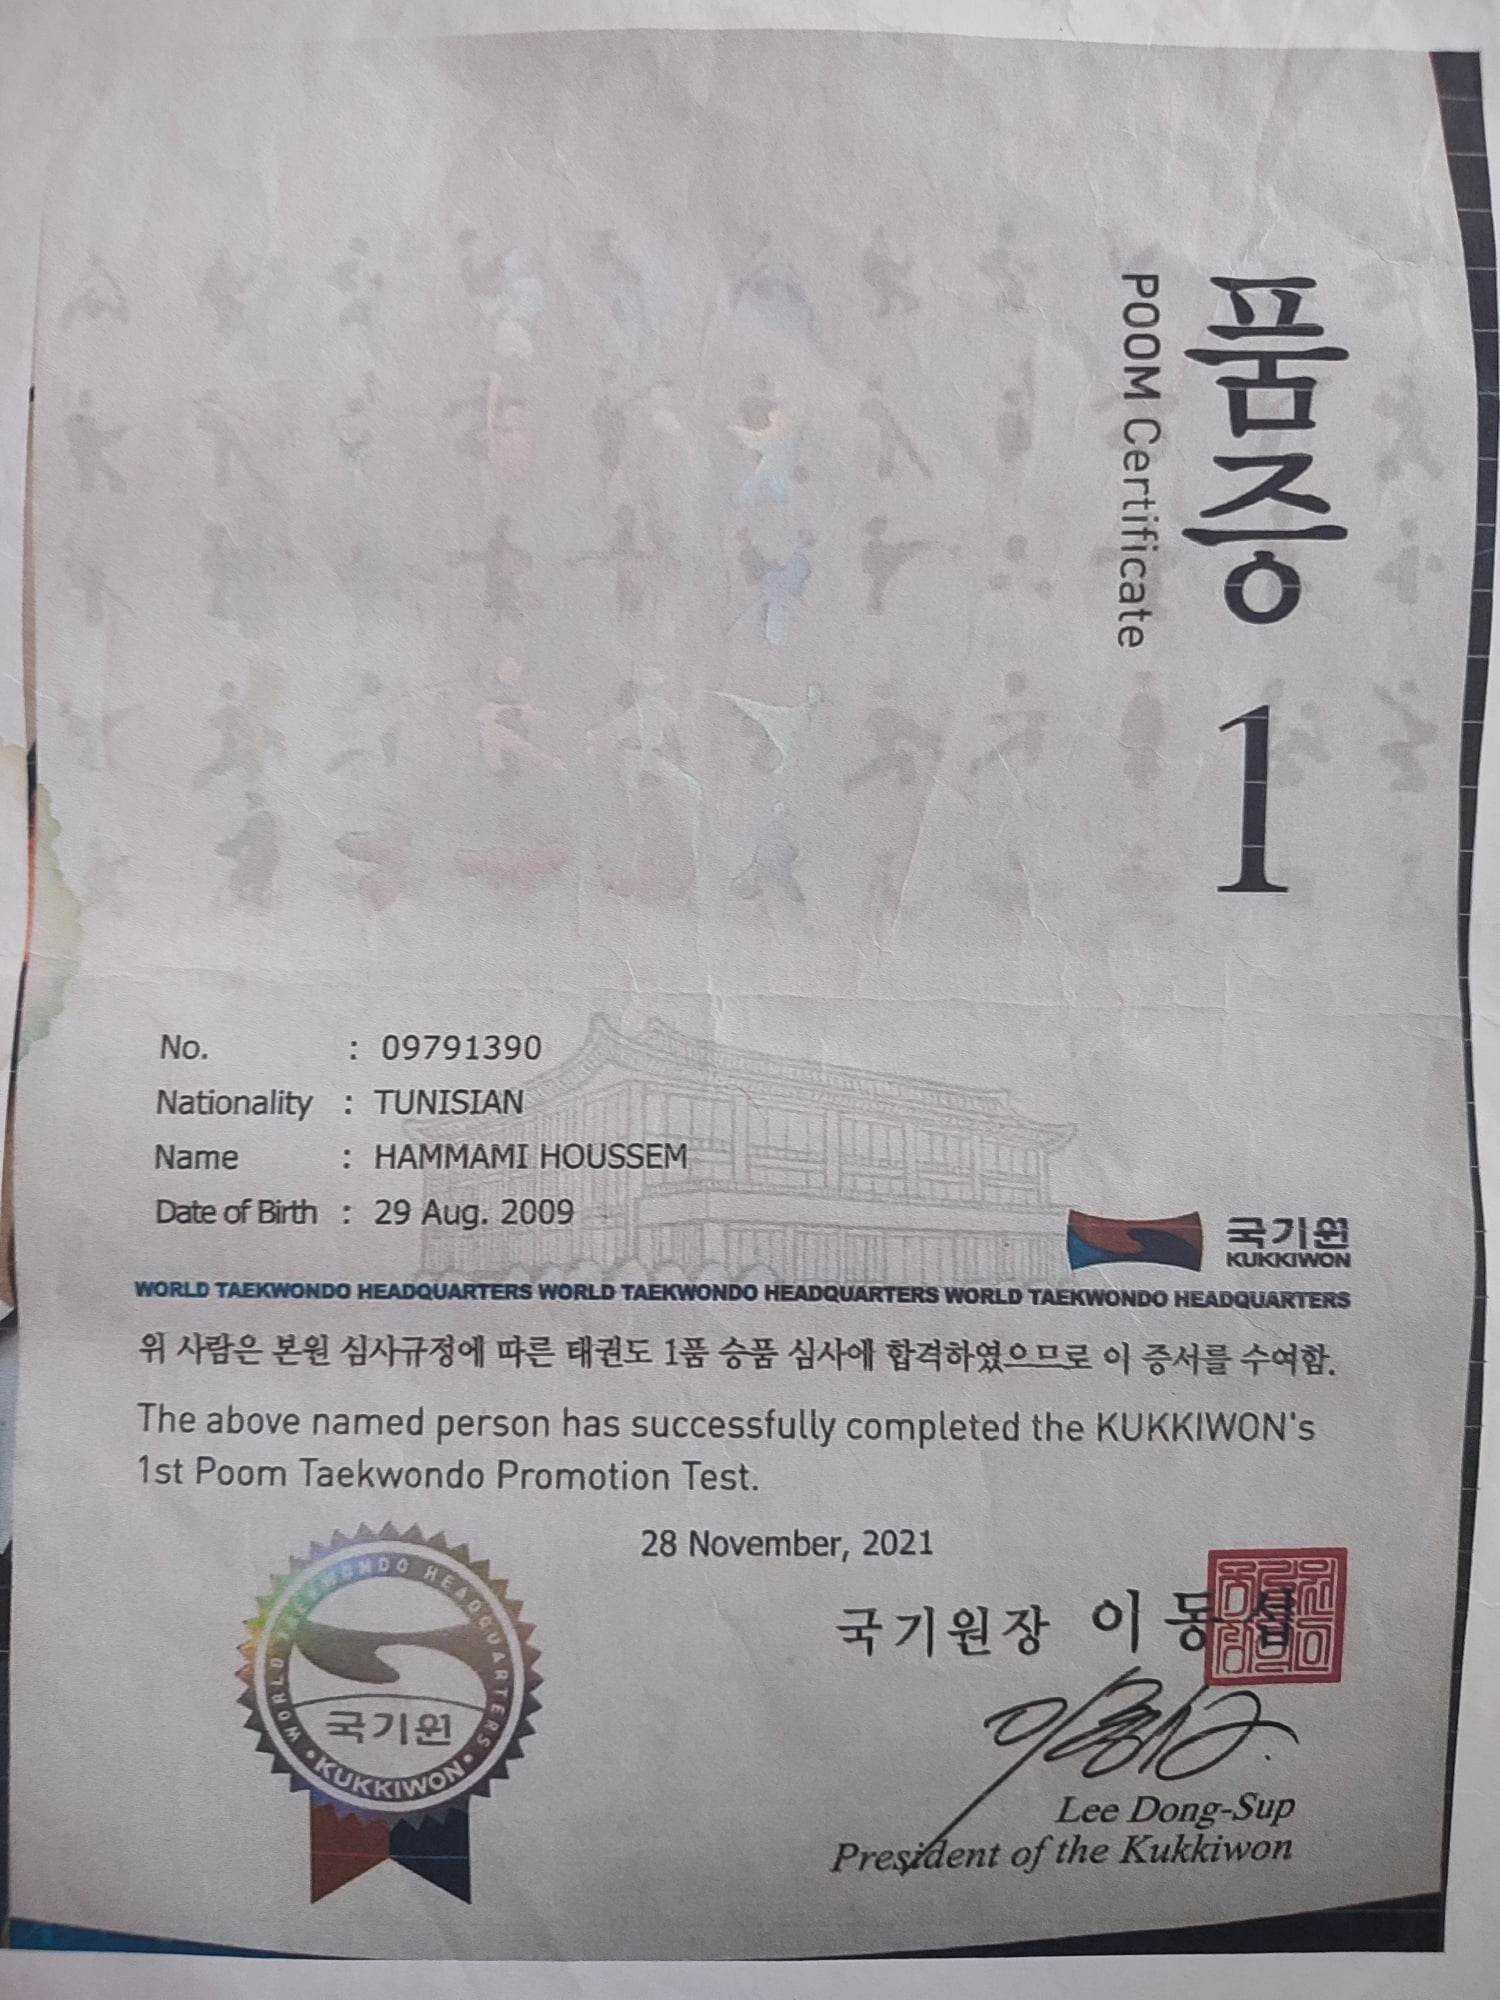 품증 1
POOM Certificate
No. : 09791390
Nationality : TUNISIAN
Name : HAMMAMI HOUSSEM
Date of Birth : 29 Aug. 2009
국기원
KUKKIWON
WORLD TAEKWONDO HEADQUARTERS WORLD TAEKWONDO HEADQUARTERS WORLD TAEKWONDO HEADQUARTERS
위 사람은 본원 심사규정에 따른 태권도 1품 승품 심사에 합격하였으므로 이 증서를 수여함.
The above named person has successfully completed the KUKKIWON's
1st Poom Taekwondo Promotion Test.
28 November, 2021
WORLD TAEKWONDO HEADQUARTERS
국기원
• KUKKIWON •
국기원장 이동섭
Lee Dong-Sup
President of the Kukkiwon